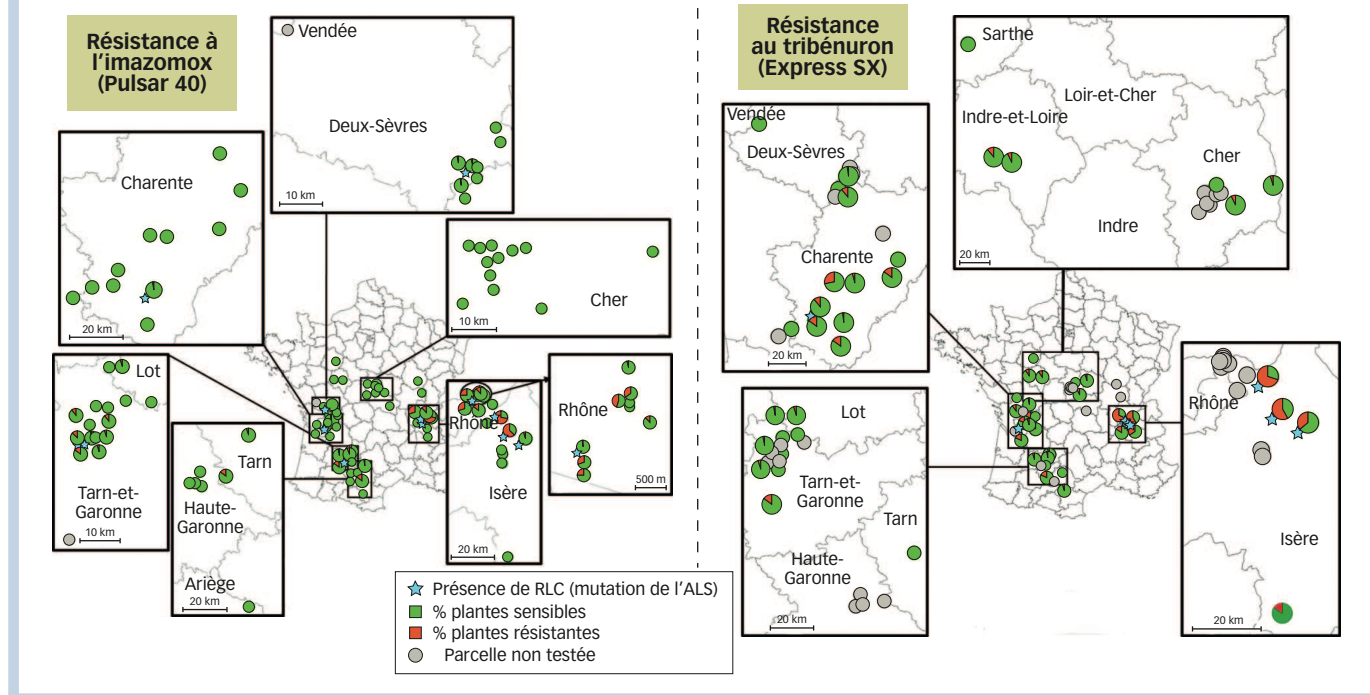 Résistance à
l'imazomox
(Pulsar 40)
Vendée
Deux-Sèvres
10 km
Charente
20 km
Cher
10 km
Lot
Tarn-et-
Garonne
10 km
Tarn
Haute-
Garonne
Ariège
20 km
Rhône
Isère
20 km
Rhône
500 m
Présence de RLC (mutation de l'ALS)
% plantes sensibles
% plantes résistantes
Parcelle non testée
Résistance
au tribénuron
(Express SX)
Vendée
Deux-Sèvres
Charente
20 km
Sarthe
Loir-et-Cher
Indre-et-Loire
Cher
Indre
20 km
Lot
Tarn-et-
Garonne
Tarn
Haute-
Garonne
20 km
Rhône
Isère
20 km